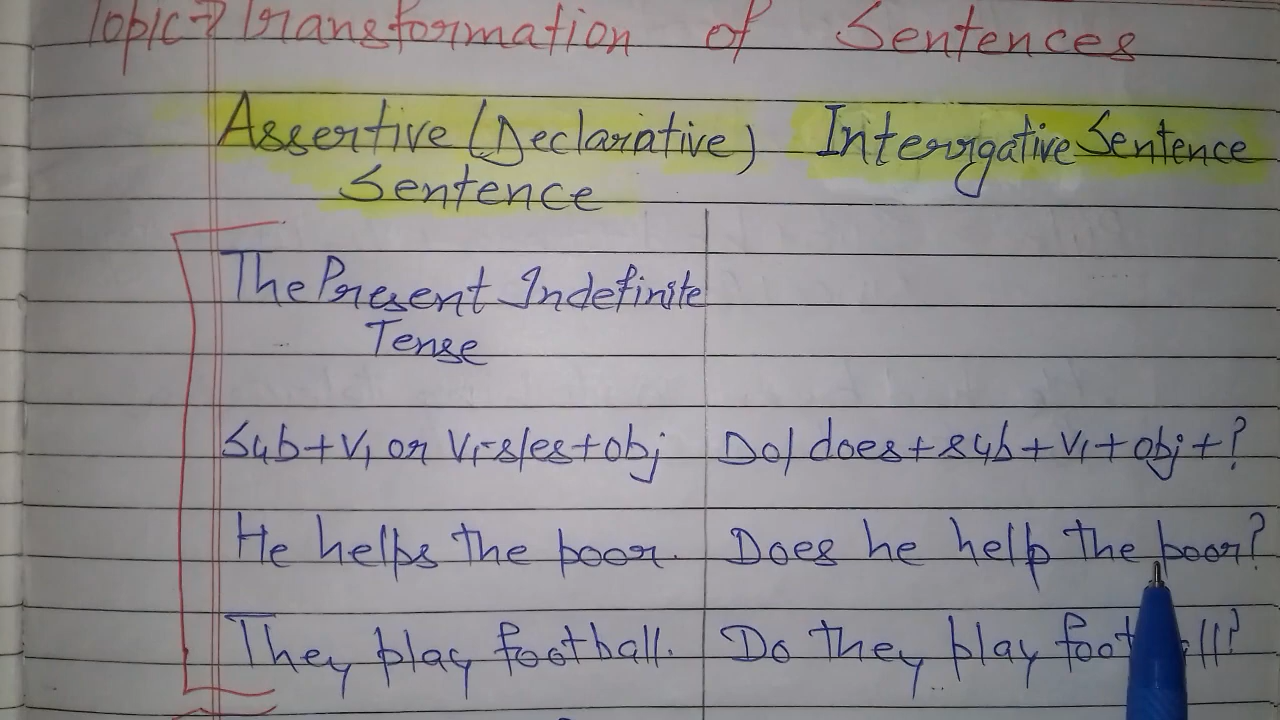 Topic→ Transformation of Sentences
Assertive (Declarative) Sentence
Interrigative Sentence
The Present Indefinite
Tense
Sub+V₁ or V₁-s/es+obj
Do/does+sub+V₁+obj+?
He helps the poor.
Does he help the poor?
They play football.
Do they play foot ll?